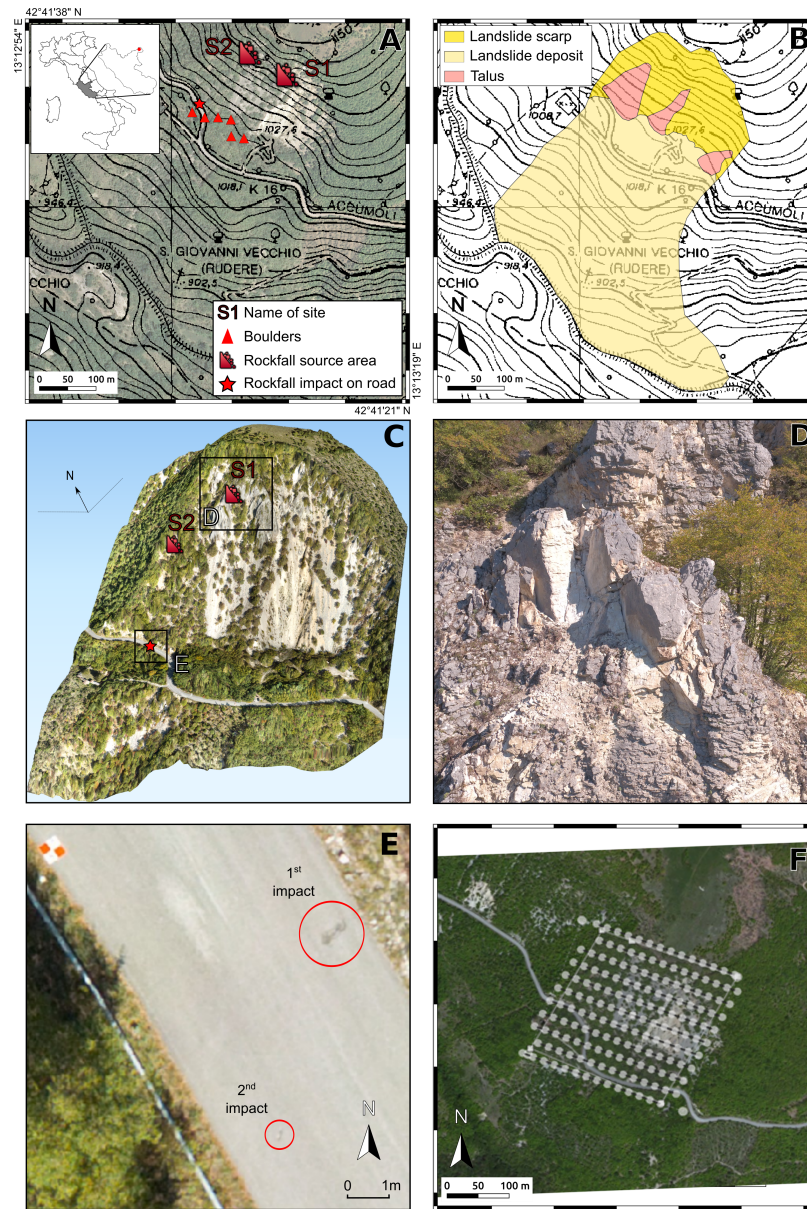 42°41'38" N
13°12'54" E
A
S2
S1
1027,6
1018,1
K 16
ACCUMOLI
946,4
S. GIOVANNI VECCHIO
(RUDERE)
918,4
902,5
CCHIO
N
0 50 100 m
S1 Name of site
Boulders
Rockfall source area
Rockfall impact on road
13°13'19" E
42°41'21" N
B
Landslide scarp
Landslide deposit
Talus
1008,7
1027,6
1018,1
K 16
ACCUMOLI
946,4
S. GIOVANNI VECCHIO
(RUDERE)
918,4
902,5
CCHIO
N
0 50 100 m
C
N
S1
D
S2
E
D
E
1st
impact
2nd
impact
N
0 1m
F
N
0 50 100 m